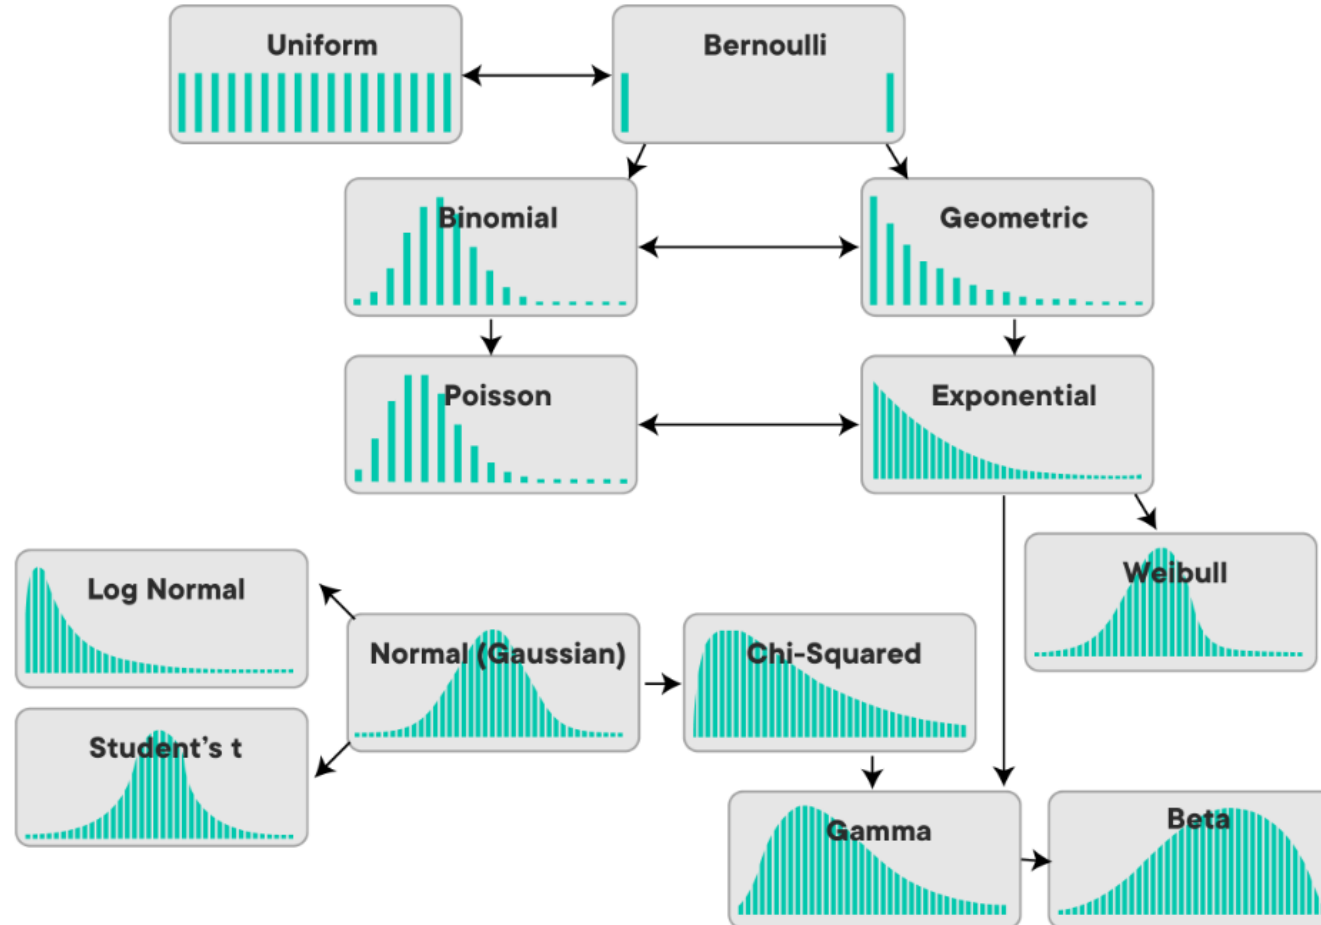 Uniform
Bernoulli
Binomial
Geometric
Poisson
Exponential
Weibull
Log Normal
Normal (Gaussian)
Chi-Squared
Student’s t
Gamma
Beta